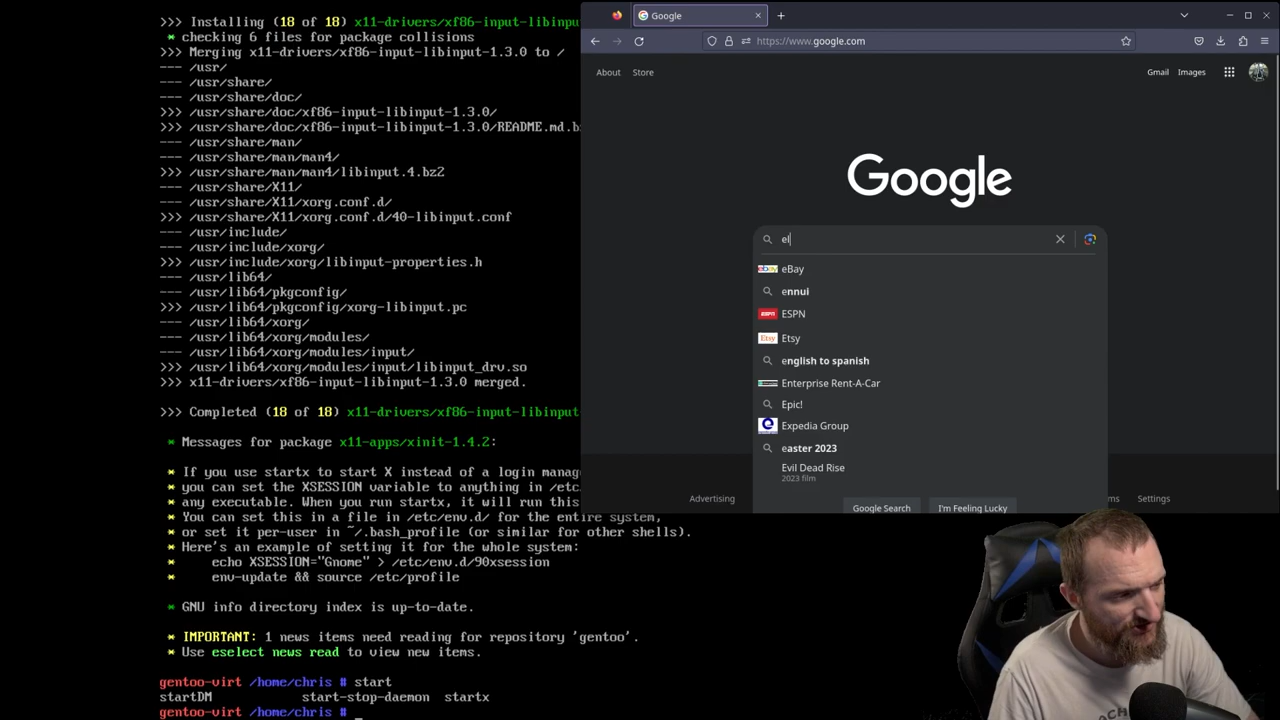 >>> Installing (18 of 18) x11-drivers/xf86-input-libinpu
* checking 6 files for package collisions
>>> Merging x11-drivers/xf86-input-libinput-1.3.0 to /
--- /usr/
--- /usr/share/
--- /usr/share/doc/
>>> /usr/share/doc/xf86-input-libinput-1.3.0/
>>> /usr/share/doc/xf86-input-libinput-1.3.0/README.md.b
--- /usr/share/man/
--- /usr/share/man/man4/
>>> /usr/share/man/man4/libinput.4.bz2
--- /usr/share/X11/
--- /usr/share/X11/xorg.conf.d/
>>> /usr/share/X11/xorg.conf.d/40-libinput.conf
--- /usr/include/
--- /usr/include/xorg/
>>> /usr/include/xorg/libinput-properties.h
--- /usr/lib64/
--- /usr/lib64/pkgconfig/
>>> /usr/lib64/pkgconfig/xorg-libinput.pc
--- /usr/lib64/xorg/
--- /usr/lib64/xorg/modules/
--- /usr/lib64/xorg/modules/input/
>>> /usr/lib64/xorg/modules/input/libinput_drv.so
>>> x11-drivers/xf86-input-libinput-1.3.0 merged.
>>> Completed (18 of 18) x11-drivers/xf86-input-libinput
* Messages for package x11-apps/xinit-1.4.2:
* If you use startx to start X instead of a login mana
* you can set the XSESSION variable to anything in /etc
* any executable. When you run startx, it will run this
* You can set this in a file in /etc/env.d/ for the entire system,
* or set it per-user in ~/.bash_profile (or similar for other shells).
* Here's an example of setting it for the whole system:
* echo XSESSION="Gnome" > /etc/env.d/90xsession
* env-update && source /etc/profile
* GNU info directory index is up-to-date.
* IMPORTANT: 1 news items need reading for repository 'gentoo'.
* Use eselect news read to view new items.
gentoo-virt /home/chris # start
startDM start-stop-daemon startx
gentoo-virt /home/chris #
Google
https://www.google.com
About Store
Gmail Images
Google
el
ebay eBay
ennui
ESPN ESPN
Etsy Etsy
english to spanish
Enterprise Rent-A-Car
Epic!
Expedia Group
easter 2023
Evil Dead Rise
2023 film
Advertising
Settings
Google Search I'm Feeling Lucky